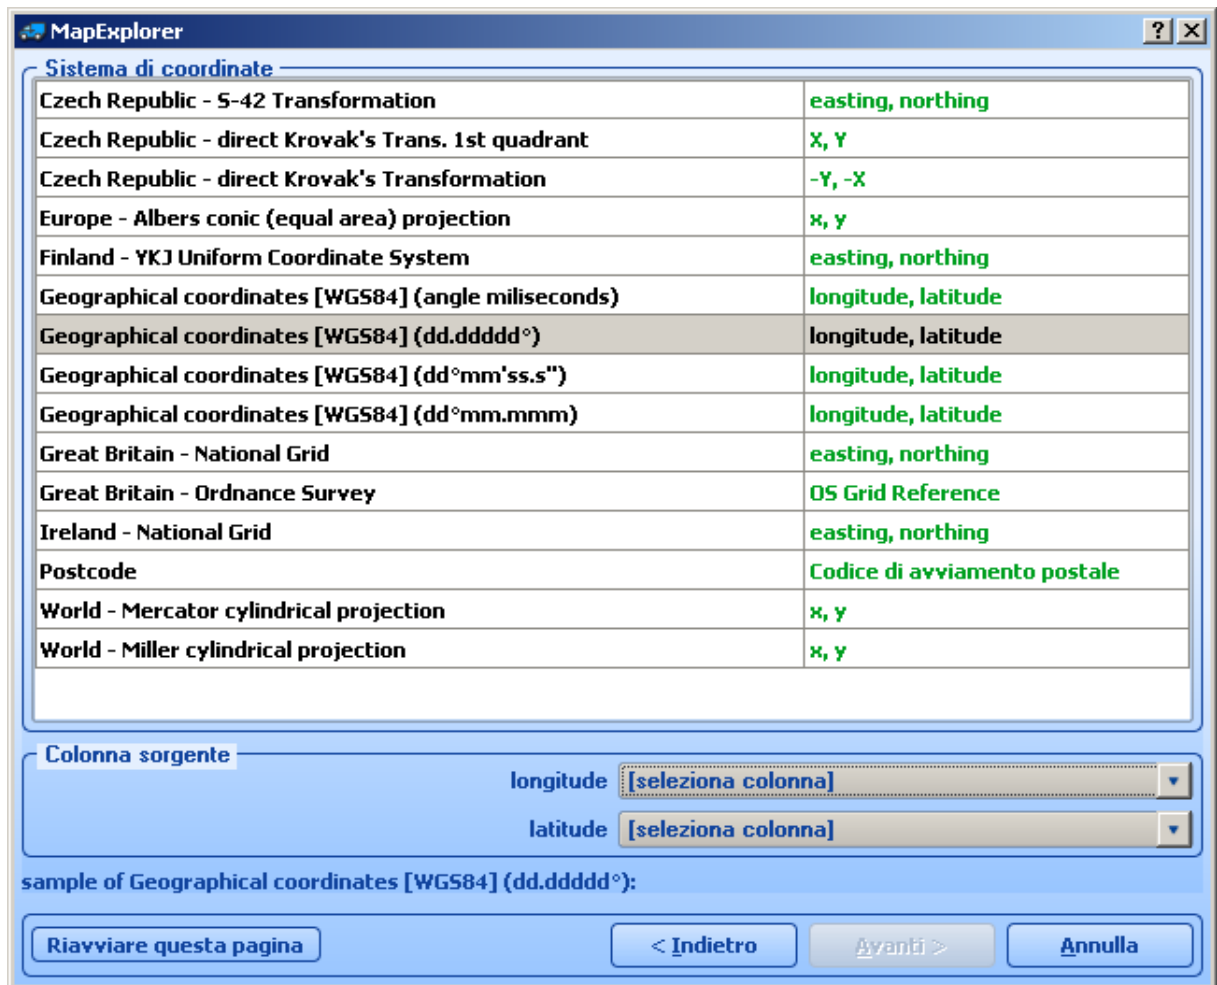 MapExplorer
Sistema di coordinate
Czech Republic - S-42 Transformation easting, northing
Czech Republic - direct Krovak's Trans. 1st quadrant X, Y
Czech Republic - direct Krovak's Transformation -Y, -X
Europe - Albers conic (equal area) projection x, y
Finland - YKJ Uniform Coordinate System easting, northing
Geographical coordinates [WGS84] (angle miliseconds) longitude, latitude
Geographical coordinates [WGS84] (dd.ddddd°) longitude, latitude
Geographical coordinates [WGS84] (dd°mm'ss.s") longitude, latitude
Geographical coordinates [WGS84] (dd°mm.mmm) longitude, latitude
Great Britain - National Grid easting, northing
Great Britain - Ordnance Survey OS Grid Reference
Ireland - National Grid easting, northing
Postcode Codice di avviamento postale
World - Mercator cylindrical projection x, y
World - Miller cylindrical projection x, y
Colonna sorgente
longitude [seleziona colonna]
latitude [seleziona colonna]
sample of Geographical coordinates [WGS84] (dd.ddddd°):
Riavviare questa pagina < Indietro Avanti > Annulla